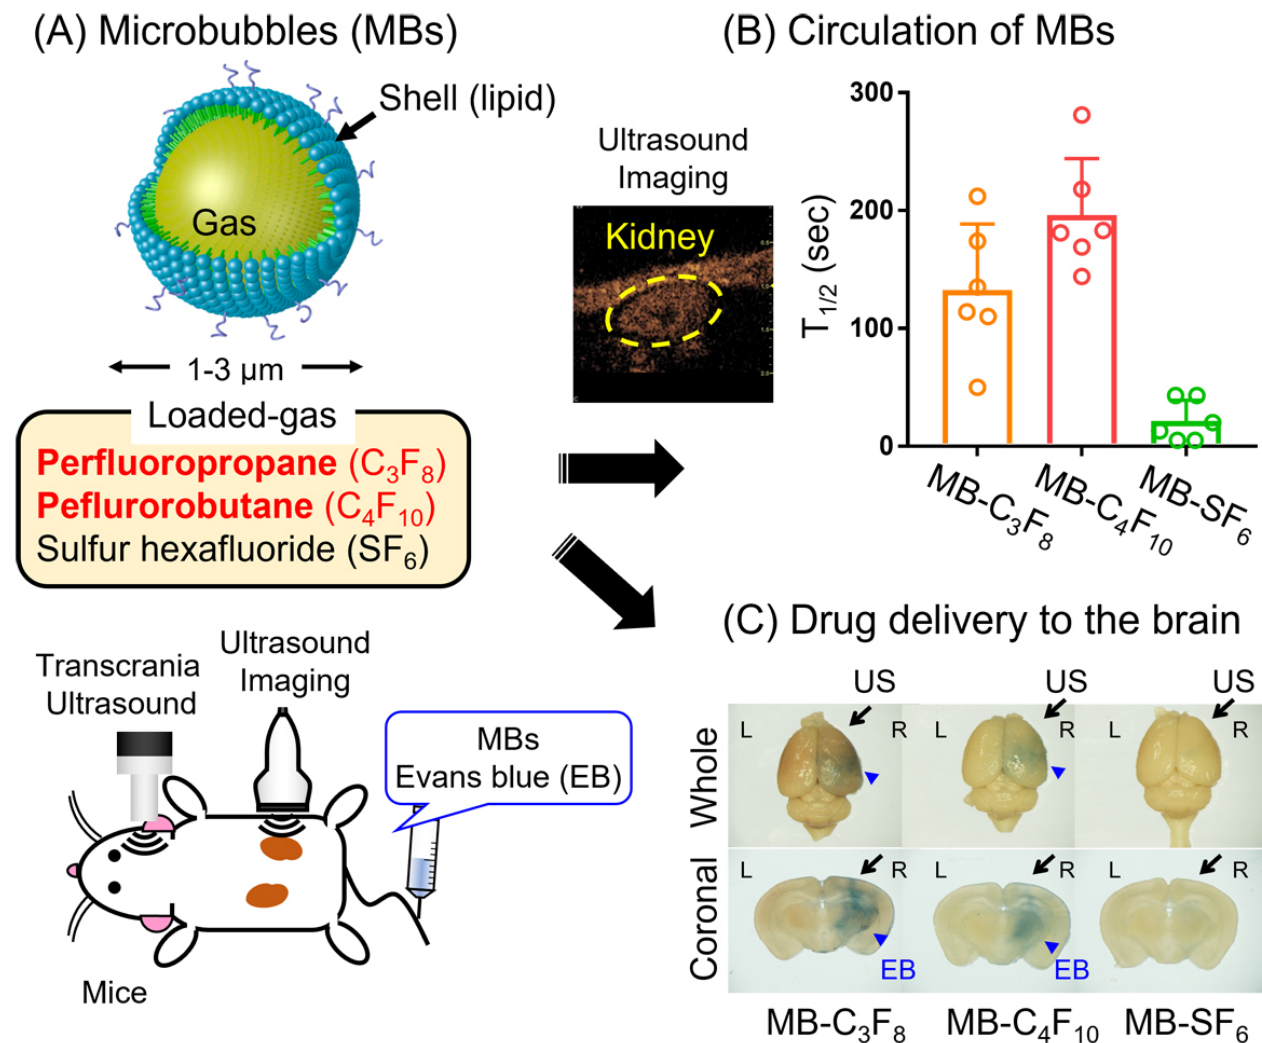 (A) Microbubbles (MBs)
Shell (lipid)
Gas
1-3 µm
Loaded-gas
Perfluoropropane (C₃F₈)
Peflurorobutane (C₄F₁₀)
Sulfur hexafluoride (SF₆)
Transcrania
Ultrasound
Ultrasound
Imaging
MBs
Evans blue (EB)
Mice
Ultrasound
Imaging
Kidney
(B) Circulation of MBs
T₁/₂ (sec)
300
200
100
0
MB-C₃F₈
MB-C₄F₁₀
MB-SF₆
(C) Drug delivery to the brain
US
US
US
Whole
L
R
L
R
L
R
Coronal
L
R
L
R
L
R
EB
EB
MB-C₃F₈
MB-C₄F₁₀
MB-SF₆